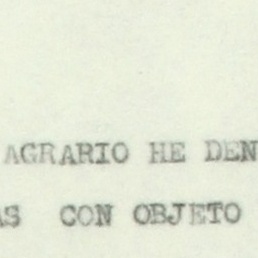 AGRARIO HE DEN
AS CON OBJETO